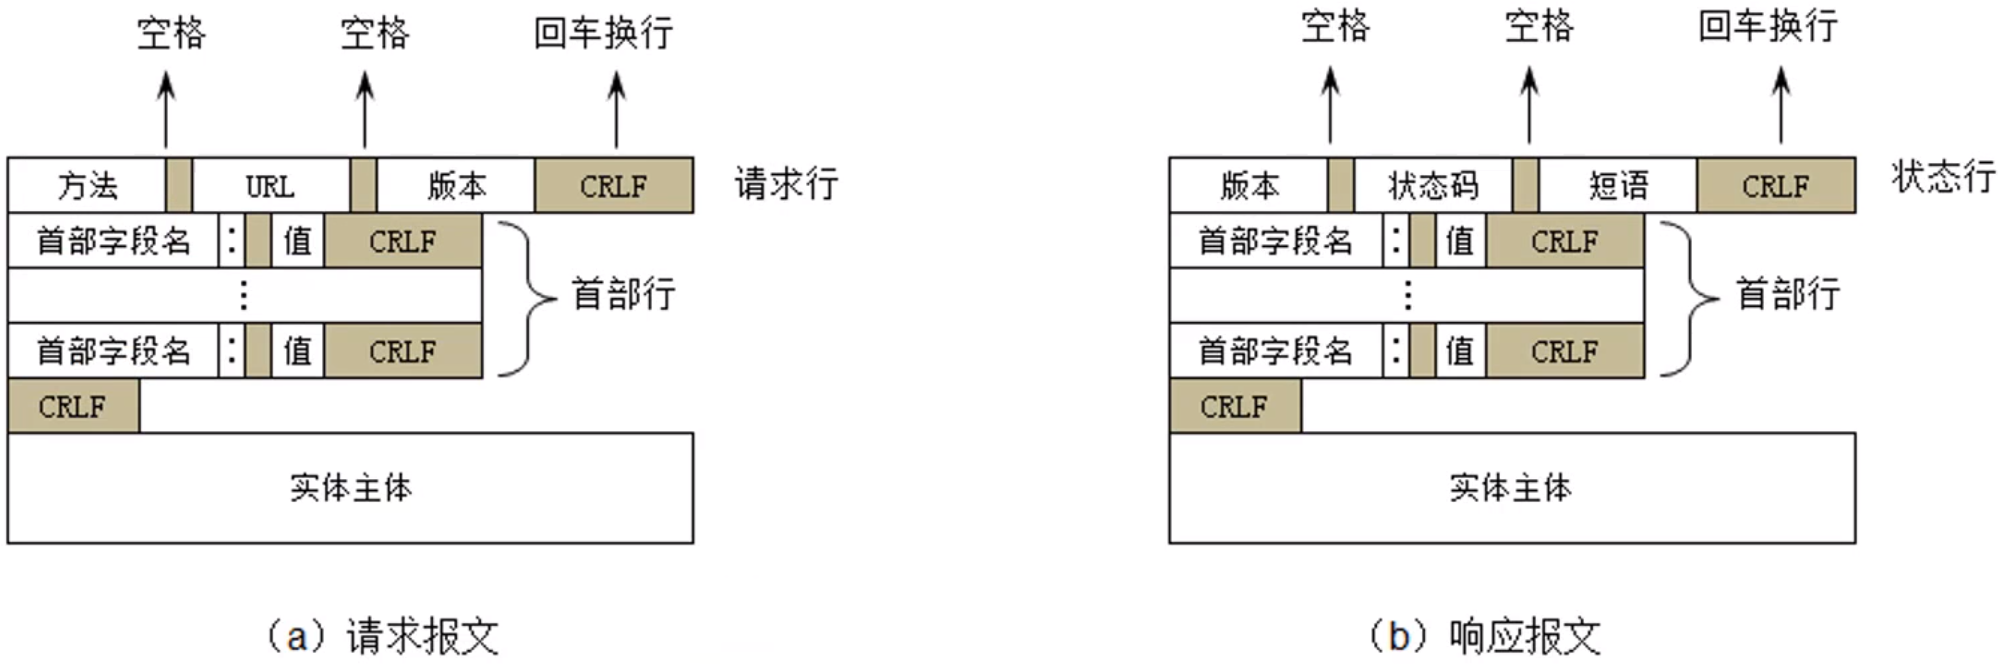 空格 空格 回车换行
方法 URL 版本 CRLF 请求行
首部字段名 : 值 CRLF
⋮
首部字段名 : 值 CRLF
首部行
CRLF
实体主体
(a) 请求报文
空格 空格 回车换行
版本 状态码 短语 CRLF 状态行
首部字段名 : 值 CRLF
⋮
首部字段名 : 值 CRLF
首部行
CRLF
实体主体
(b) 响应报文